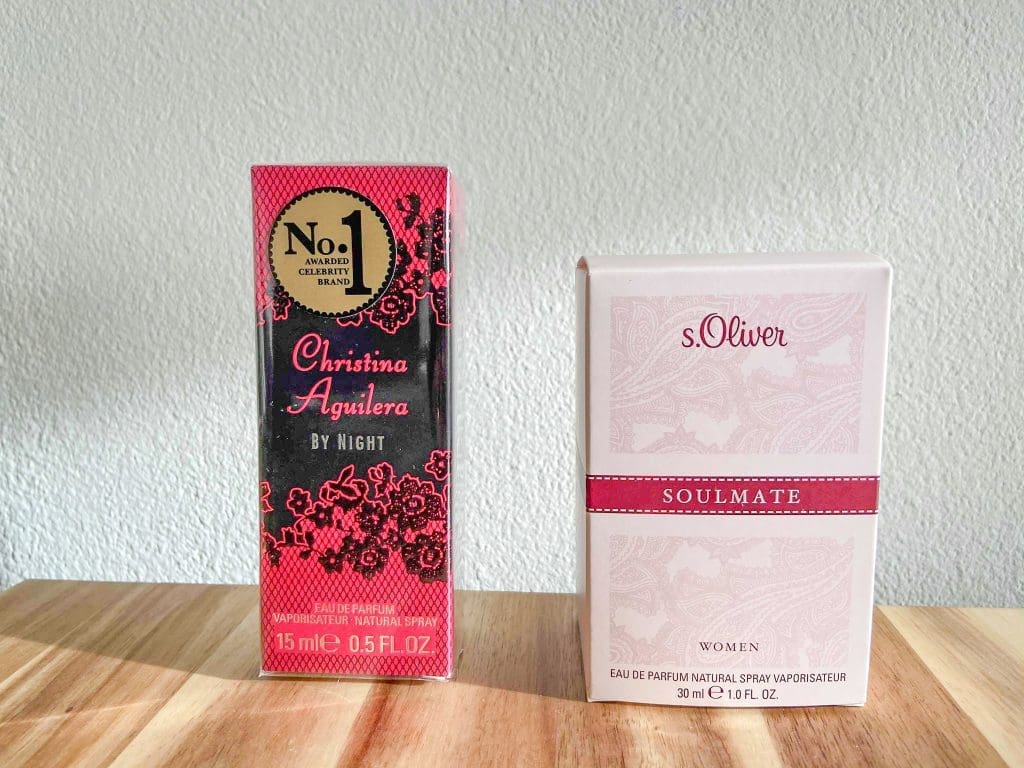 No.1
AWARDED
CELEBRITY
BRAND
Christina
Aguilera
BY NIGHT
EAU DE PARFUM
VAPORISATEUR NATURAL SPRAY
15 ml ℮ 0.5 FL.OZ.
s.Oliver
SOULMATE
WOMEN
EAU DE PARFUM NATURAL SPRAY VAPORISATEUR
30 ml ℮ 1.0 FL. OZ.